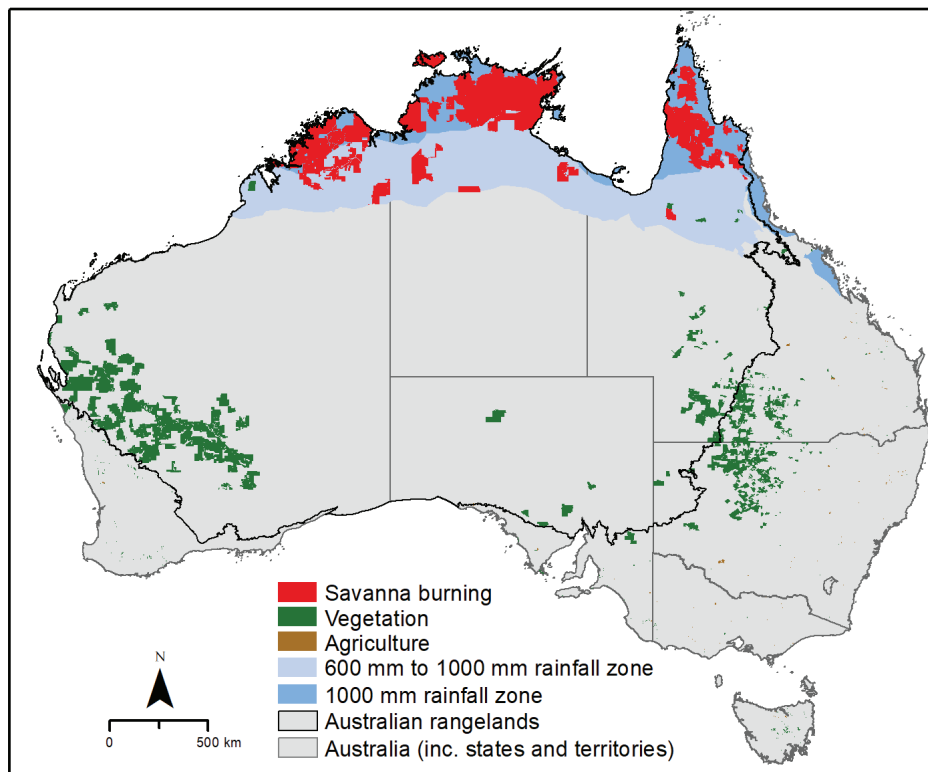 Savanna burning
Vegetation
Agriculture
600 mm to 1000 mm rainfall zone
1000 mm rainfall zone
Australian rangelands
Australia (inc. states and territories)
N
0 500 km